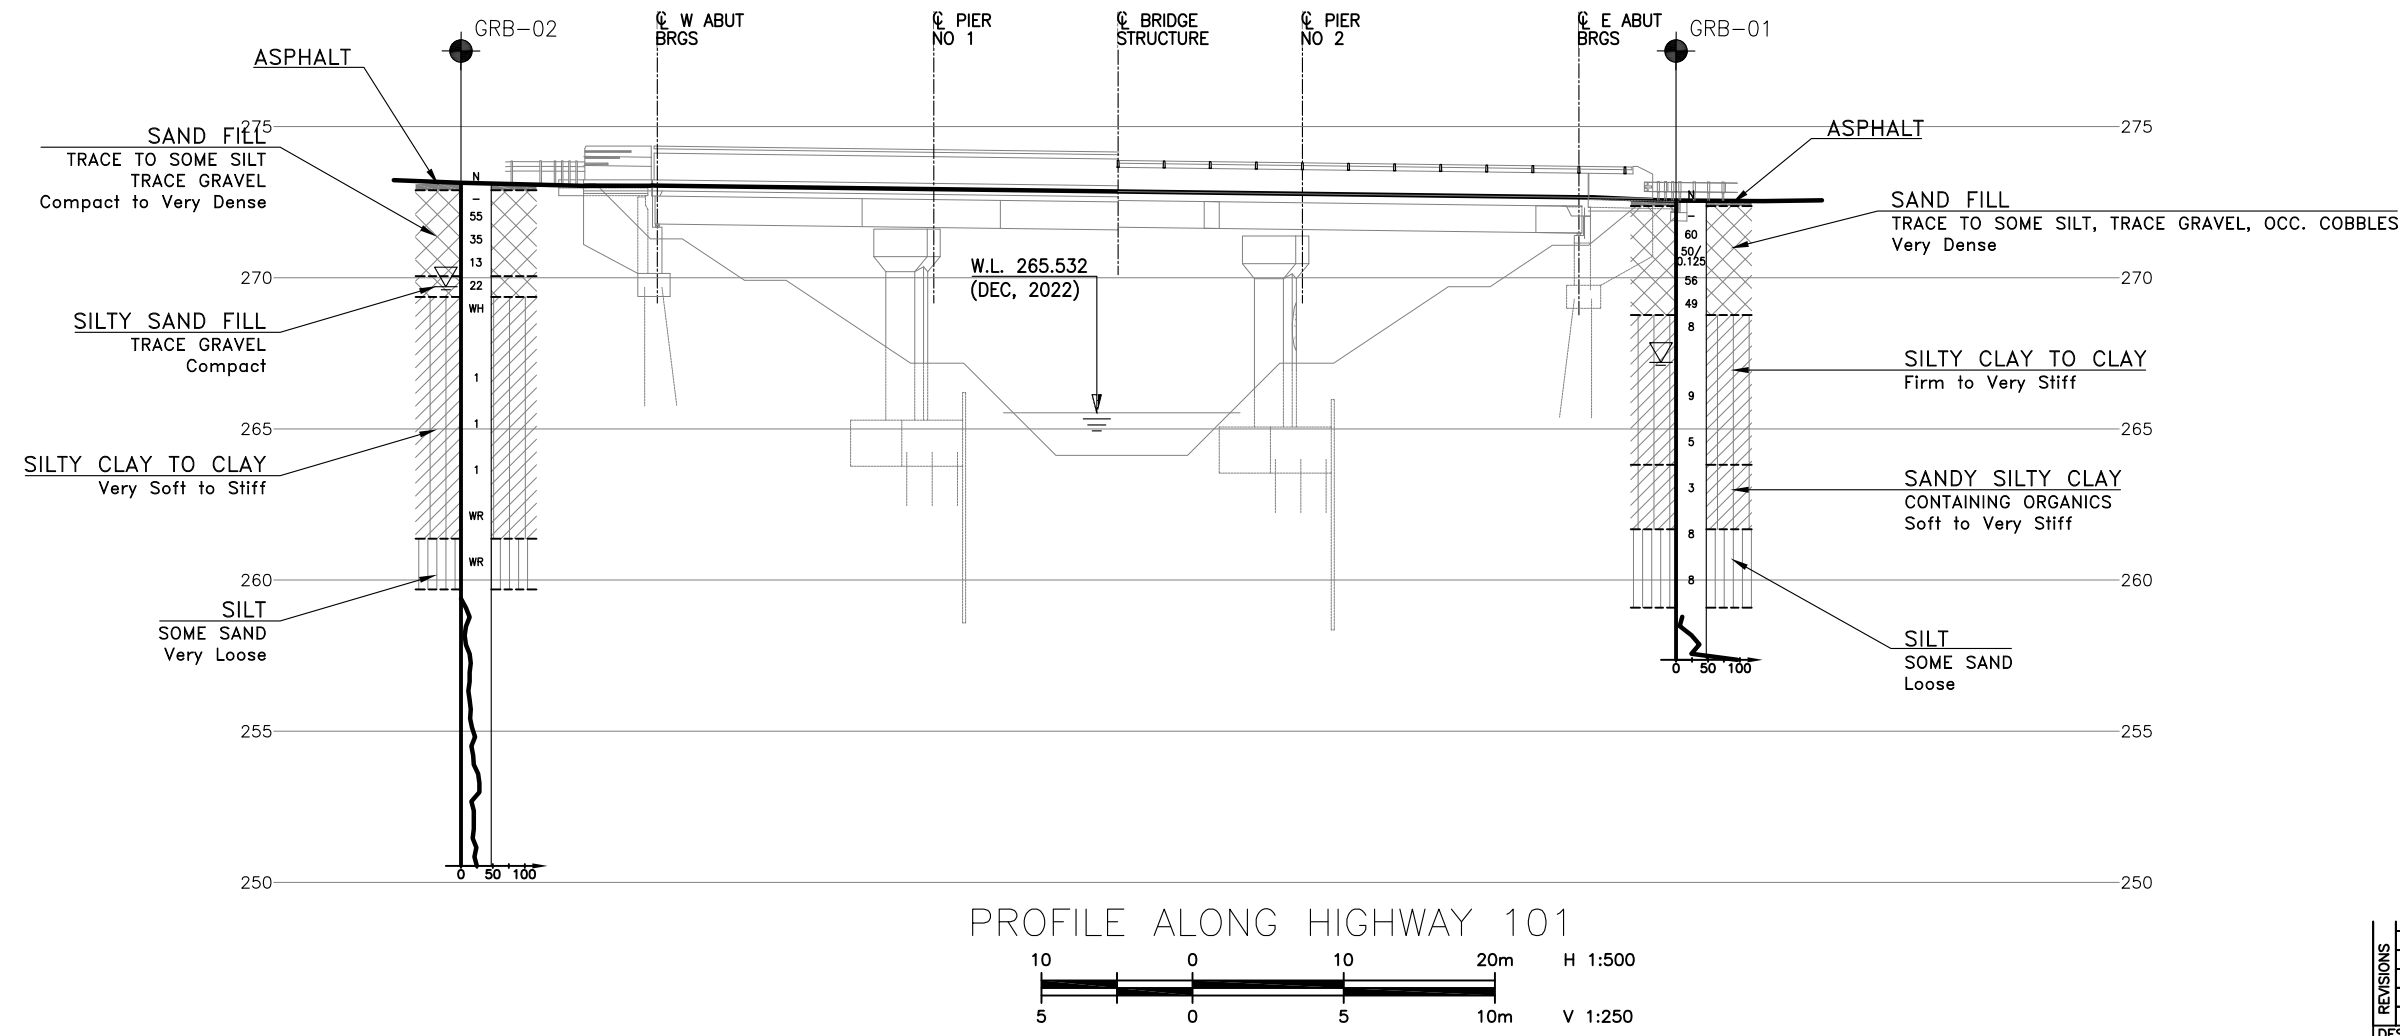 GRB-02
℄ W ABUT
BRGS
℄ PIER
NO 1
℄ BRIDGE
STRUCTURE
℄ PIER
NO 2
℄ E ABUT
BRGS
GRB-01
ASPHALT
SAND FILL
TRACE TO SOME SILT
TRACE GRAVEL
Compact to Very Dense
SILTY SAND FILL
TRACE GRAVEL
Compact
SILTY CLAY TO CLAY
Very Soft to Stiff
SILT
SOME SAND
Very Loose
275
270
265
260
255
250
N
-
55
35
13
22
WH
1
1
1
WR
WR
0 50 100
W.L. 265.532
(DEC, 2022)
N
-
60
50/
0.125
56
49
8
9
5
3
8
8
0 50 100
275
270
265
260
255
250
ASPHALT
SAND FILL
TRACE TO SOME SILT, TRACE GRAVEL, OCC. COBBLES
Very Dense
SILTY CLAY TO CLAY
Firm to Very Stiff
SANDY SILTY CLAY
CONTAINING ORGANICS
Soft to Very Stiff
SILT
SOME SAND
Loose
PROFILE ALONG HIGHWAY 101
10 0 10 20m H 1:500
5 0 5 10m V 1:250
REVISIONS